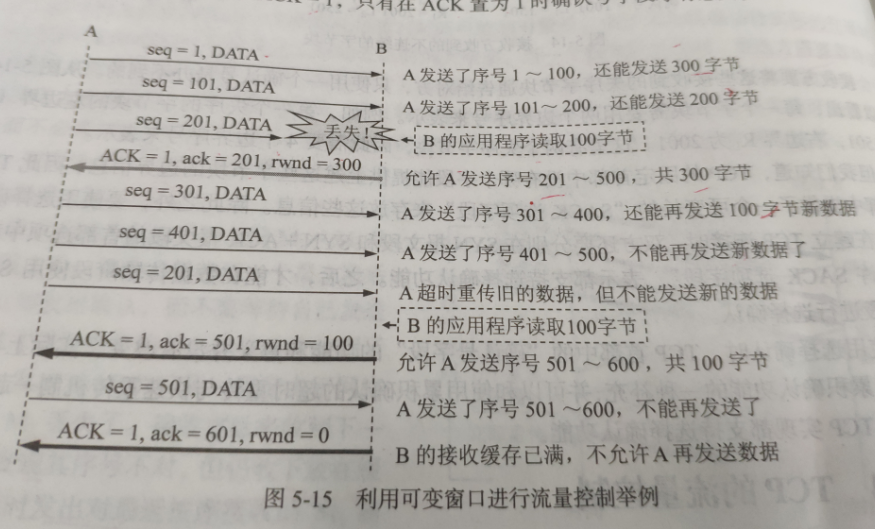 ACK = 1,只有在 ACK 置为 1 时确认号字段
A
B
seq = 1, DATA
A 发送了序号 1 ~ 100,还能发送 300 字节
seq = 101, DATA
A 发送了序号 101 ~ 200,还能发送 200 字节
seq = 201, DATA
丢失!
B 的应用程序读取100字节
ACK = 1, ack = 201, rwnd = 300
允许 A 发送序号 201 ~ 500,共 300 字节
seq = 301, DATA
A 发送了序号 301 ~ 400,还能再发送 100 字节新数据
seq = 401, DATA
A 发送了序号 401 ~ 500,不能再发送新数据了
seq = 201, DATA
A 超时重传旧的数据,但不能发送新的数据
B 的应用程序读取100字节
ACK = 1, ack = 501, rwnd = 100
允许 A 发送序号 501 ~ 600,共 100 字节
seq = 501, DATA
A 发送了序号 501 ~600,不能再发送了
ACK = 1, ack = 601, rwnd = 0
B 的接收缓存已满,不允许 A 再发送数据
图 5-15 利用可变窗口进行流量控制举例